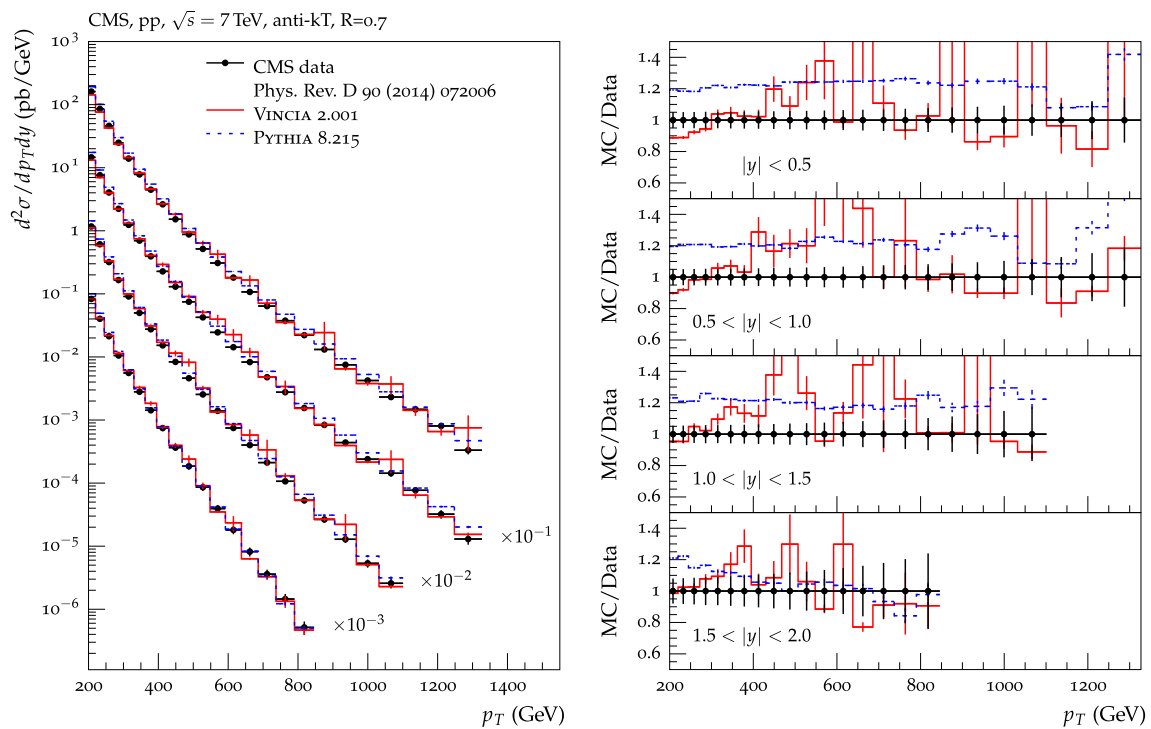 CMS, pp, √s = 7 TeV, anti-kT, R=0.7
d²σ/dp_T dy (pb/GeV)
10³
10²
10¹
1
10⁻¹
10⁻²
10⁻³
10⁻⁴
10⁻⁵
10⁻⁶
CMS data
Phys. Rev. D 90 (2014) 072006
VINCIA 2.001
PYTHIA 8.215
×10⁻¹
×10⁻²
×10⁻³
200 400 600 800 1000 1200 1400
p_T (GeV)
MC/Data
1.4
1.2
1
0.8
0.6
|y| < 0.5
MC/Data
1.4
1.2
1
0.8
0.6
0.5 < |y| < 1.0
MC/Data
1.4
1.2
1
0.8
0.6
1.0 < |y| < 1.5
MC/Data
1.4
1.2
1
0.8
0.6
1.5 < |y| < 2.0
200 400 600 800 1000 1200
p_T (GeV)